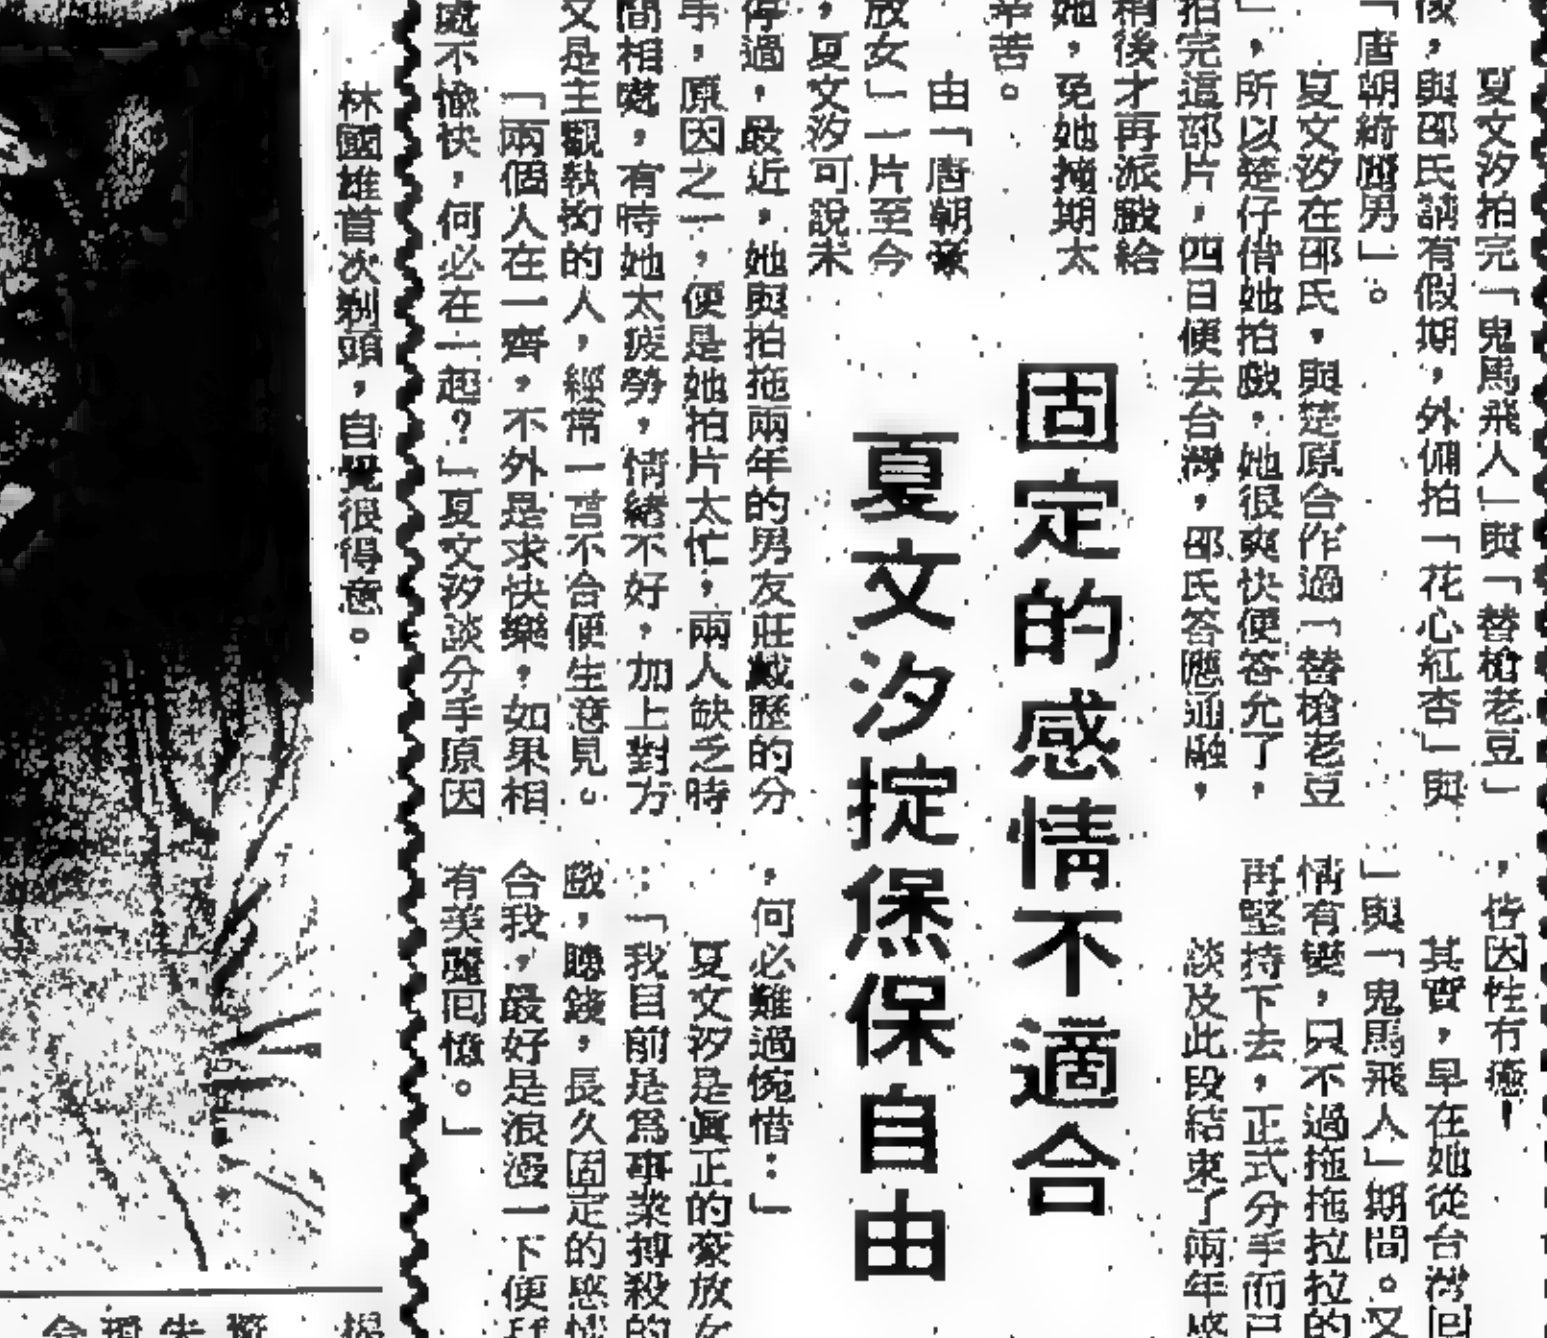 固定的感情不適合
夏文汐掟煲保自由
夏文汐拍完「鬼馬飛人」與「替槍老豆」
後，與邵氏請有假期，外拍「花心紅杏」與
「唐朝綺麗男」。
夏文汐在邵氏，與楚原合作過「替槍老豆
」，所以楚仔借她拍戲，她很爽快便答允了，
拍完這部片，四日便去台灣，邵氏答應通融，
稍後才再派戲給
她，免她擁期太
辛苦。
由「唐朝豪
放女」一片至今
，夏文汐可說未
停過，最近，她與拍拖兩年的男友莊歷的分
手，原因之一，便是她拍片太忙，兩人缺乏時
間相處，有時她太疲勞，情緒不好，加上對方
又是主觀執拗的人，經常一言不合便生意見。
「兩個人在一齊，不外是求快樂，如果相
處不愉快，何必在一起？」夏文汐談分手原因
，皆因性有癮！
其實，早在她從台灣回
」與「鬼馬飛人」期間。又
情有變，只不過拖拖拉拉的
再堅持下去，正式分手而已
談及此段結束了兩年感
，何必難過惋惜：」
夏文汐是眞正的豪放女
：「我目前是爲事業搏殺的
戲，賺錢，長久固定的感情
合我，最好是浪漫一下便
有美麗回憶。」
林國雄首次剃頭，自覺很得意。